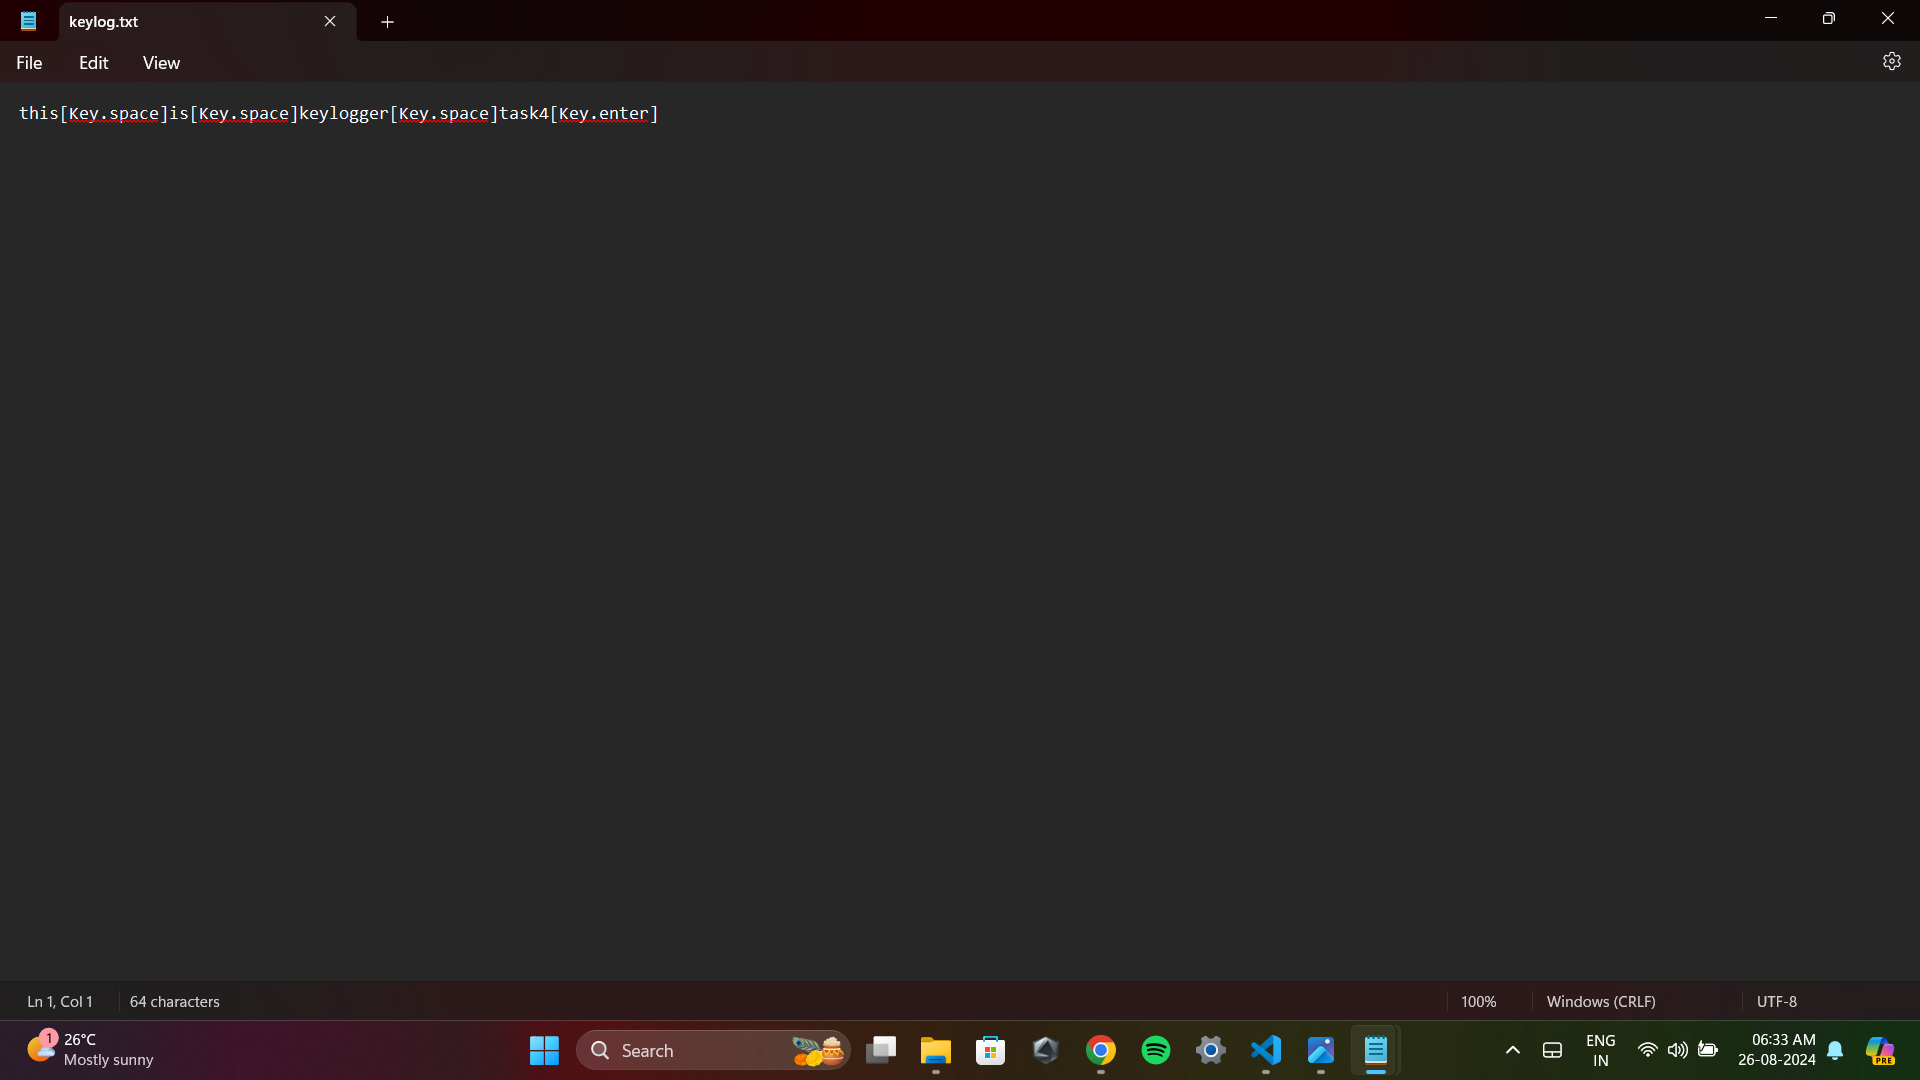 keylog.txt
File Edit View
this[Key.space]is[Key.space]keylogger[Key.space]task4[Key.enter]
Ln 1, Col 1 64 characters 100% Windows (CRLF) UTF-8
1 26°C
Mostly sunny
Search
PRE
ENG
IN
06:33 AM
26-08-2024